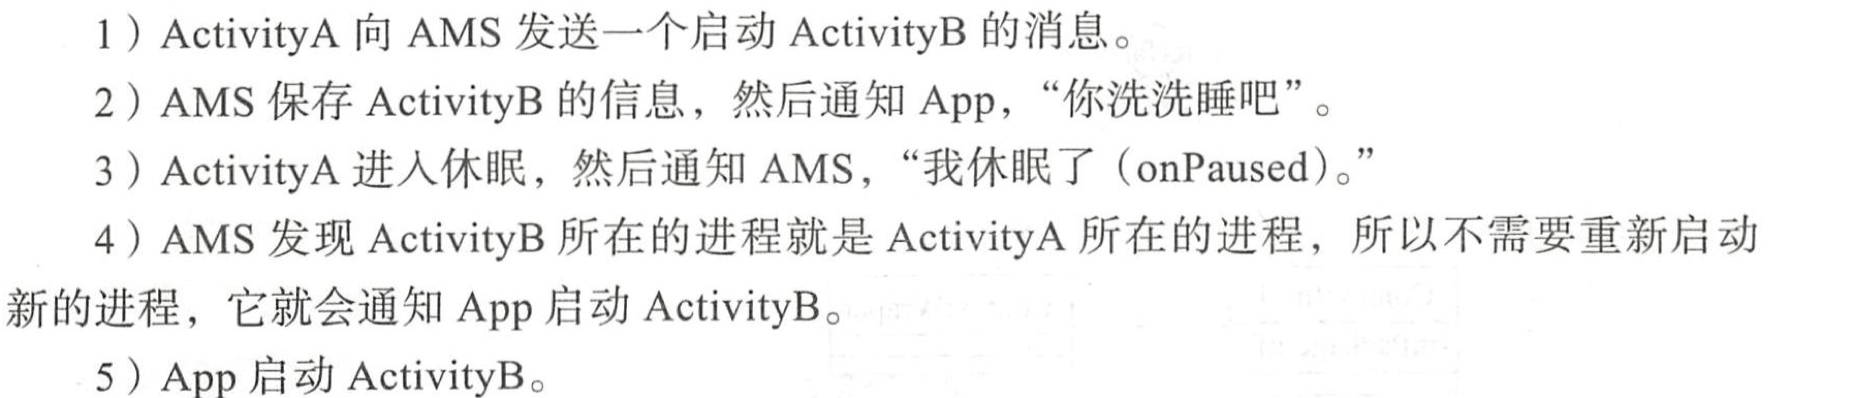 1）ActivityA 向 AMS 发送一个启动 ActivityB 的消息。
2）AMS 保存 ActivityB 的信息，然后通知 App，“你洗洗睡吧”。
3）ActivityA 进入休眠，然后通知 AMS，“我休眠了（onPaused）。”
4）AMS 发现 ActivityB 所在的进程就是 ActivityA 所在的进程，所以不需要重新启动
新的进程，它就会通知 App 启动 ActivityB。
5）App 启动 ActivityB。